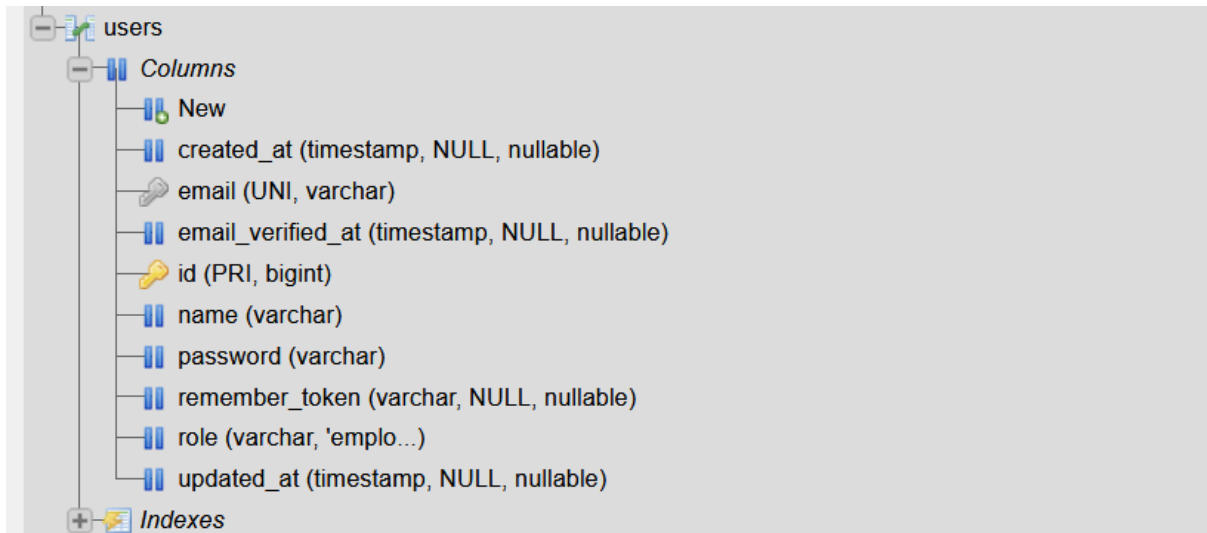 users
Columns
New
created_at (timestamp, NULL, nullable)
email (UNI, varchar)
email_verified_at (timestamp, NULL, nullable)
id (PRI, bigint)
name (varchar)
password (varchar)
remember_token (varchar, NULL, nullable)
role (varchar, 'emplo...)
updated_at (timestamp, NULL, nullable)
Indexes